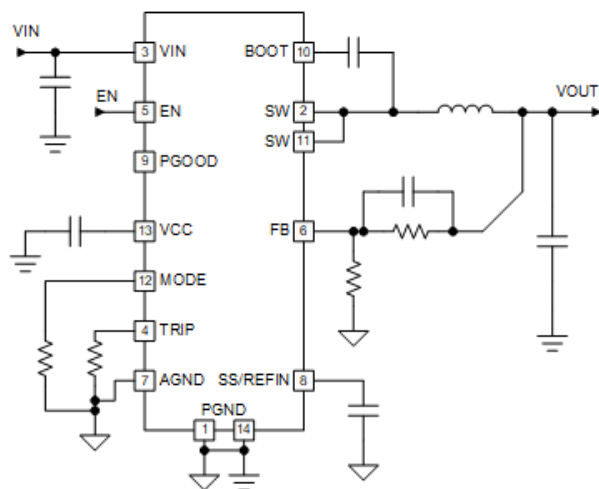 VIN
3 VIN
BOOT 10
EN
5 EN
SW 2
VOUT
SW 11
9 PGOOD
13 VCC
FB 6
12 MODE
4 TRIP
7 AGND
SS/REFIN 8
PGND
1 14